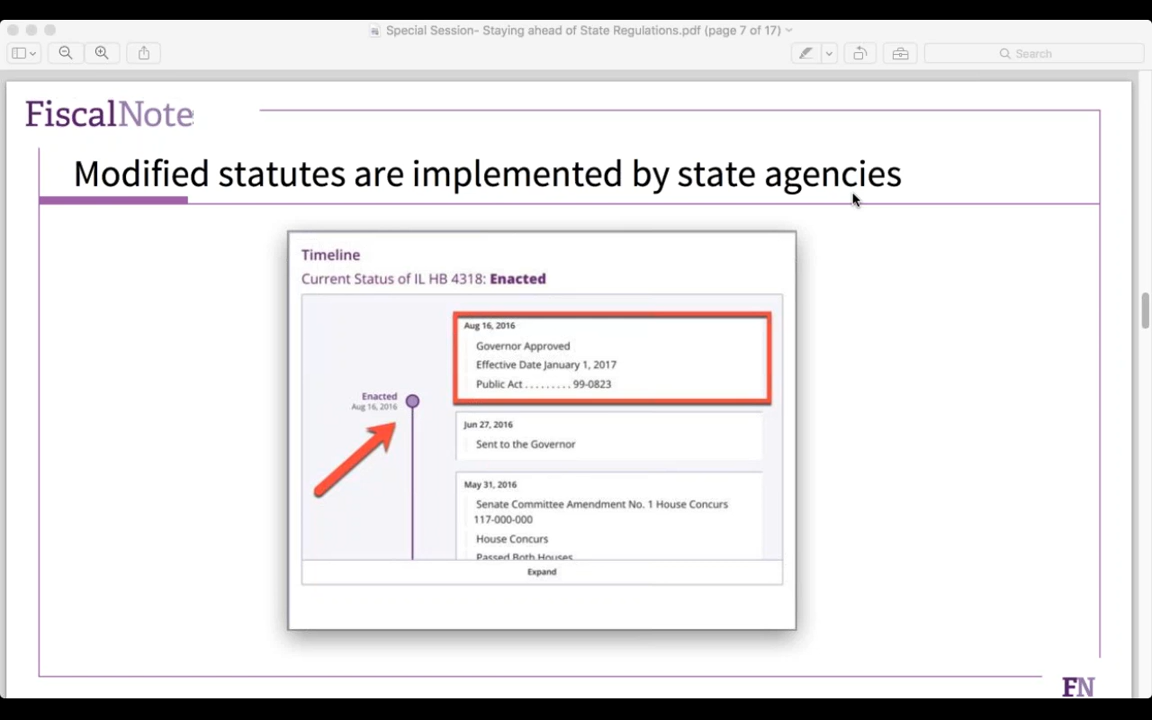 Special Session- Staying ahead of State Regulations.pdf (page 7 of 17)
Search
FiscalNote
Modified statutes are implemented by state agencies
Timeline
Current Status of IL HB 4318: Enacted
Aug 16, 2016
Governor Approved
Effective Date January 1, 2017
Public Act . . . . . . . . . 99-0823
Enacted
Aug 16, 2016
Jun 27, 2016
Sent to the Governor
May 31, 2016
Senate Committee Amendment No. 1 House Concurs
117-000-000
House Concurs
Passed Both Houses
Expand
FN